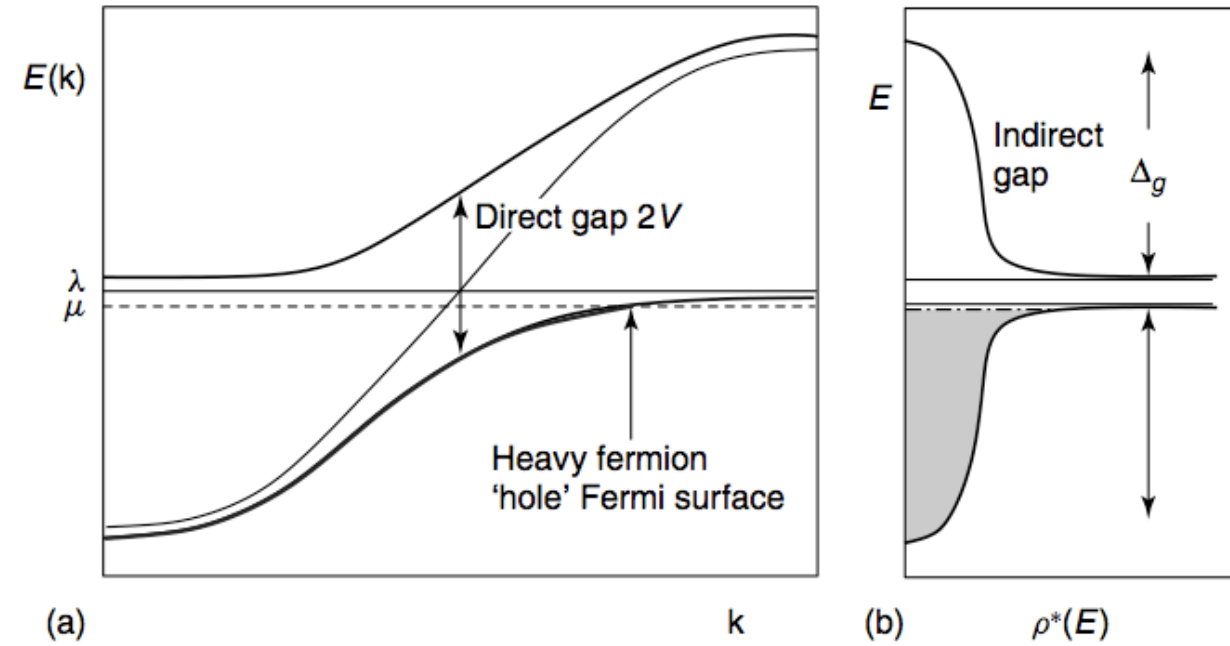 E(k)
λ
μ
Direct gap 2V
Heavy fermion
‘hole’ Fermi surface
(a)
k
E
Indirect
gap
Δg
(b)
ρ*(E)